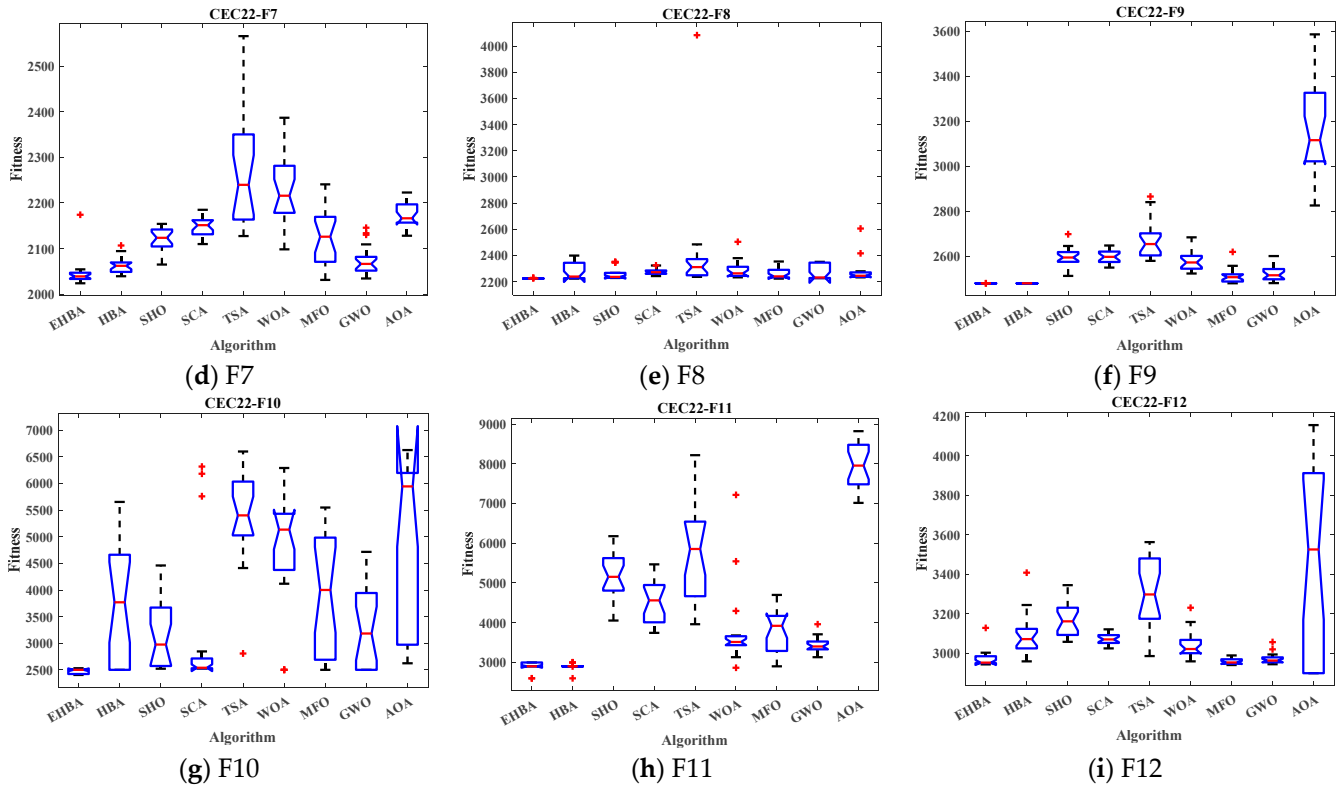 CEC22-F7
2500
2400
2300
2200
2100
2000
Fitness
EHBA HBA SHO SCA TSA WOA MFO GWO AOA
Algorithm
(d) F7
CEC22-F8
4000
3800
3600
3400
3200
3000
2800
2600
2400
2200
Fitness
EHBA HBA SHO SCA TSA WOA MFO GWO AOA
Algorithm
(e) F8
CEC22-F9
3600
3400
3200
3000
2800
2600
Fitness
EHBA HBA SHO SCA TSA WOA MFO GWO AOA
Algorithm
(f) F9
CEC22-F10
7000
6500
6000
5500
5000
4500
4000
3500
3000
2500
Fitness
EHBA HBA SHO SCA TSA WOA MFO GWO AOA
Algorithm
(g) F10
CEC22-F11
9000
8000
7000
6000
5000
4000
3000
Fitness
EHBA HBA SHO SCA TSA WOA MFO GWO AOA
Algorithm
(h) F11
CEC22-F12
4200
4000
3800
3600
3400
3200
3000
Fitness
EHBA HBA SHO SCA TSA WOA MFO GWO AOA
Algorithm
(i) F12